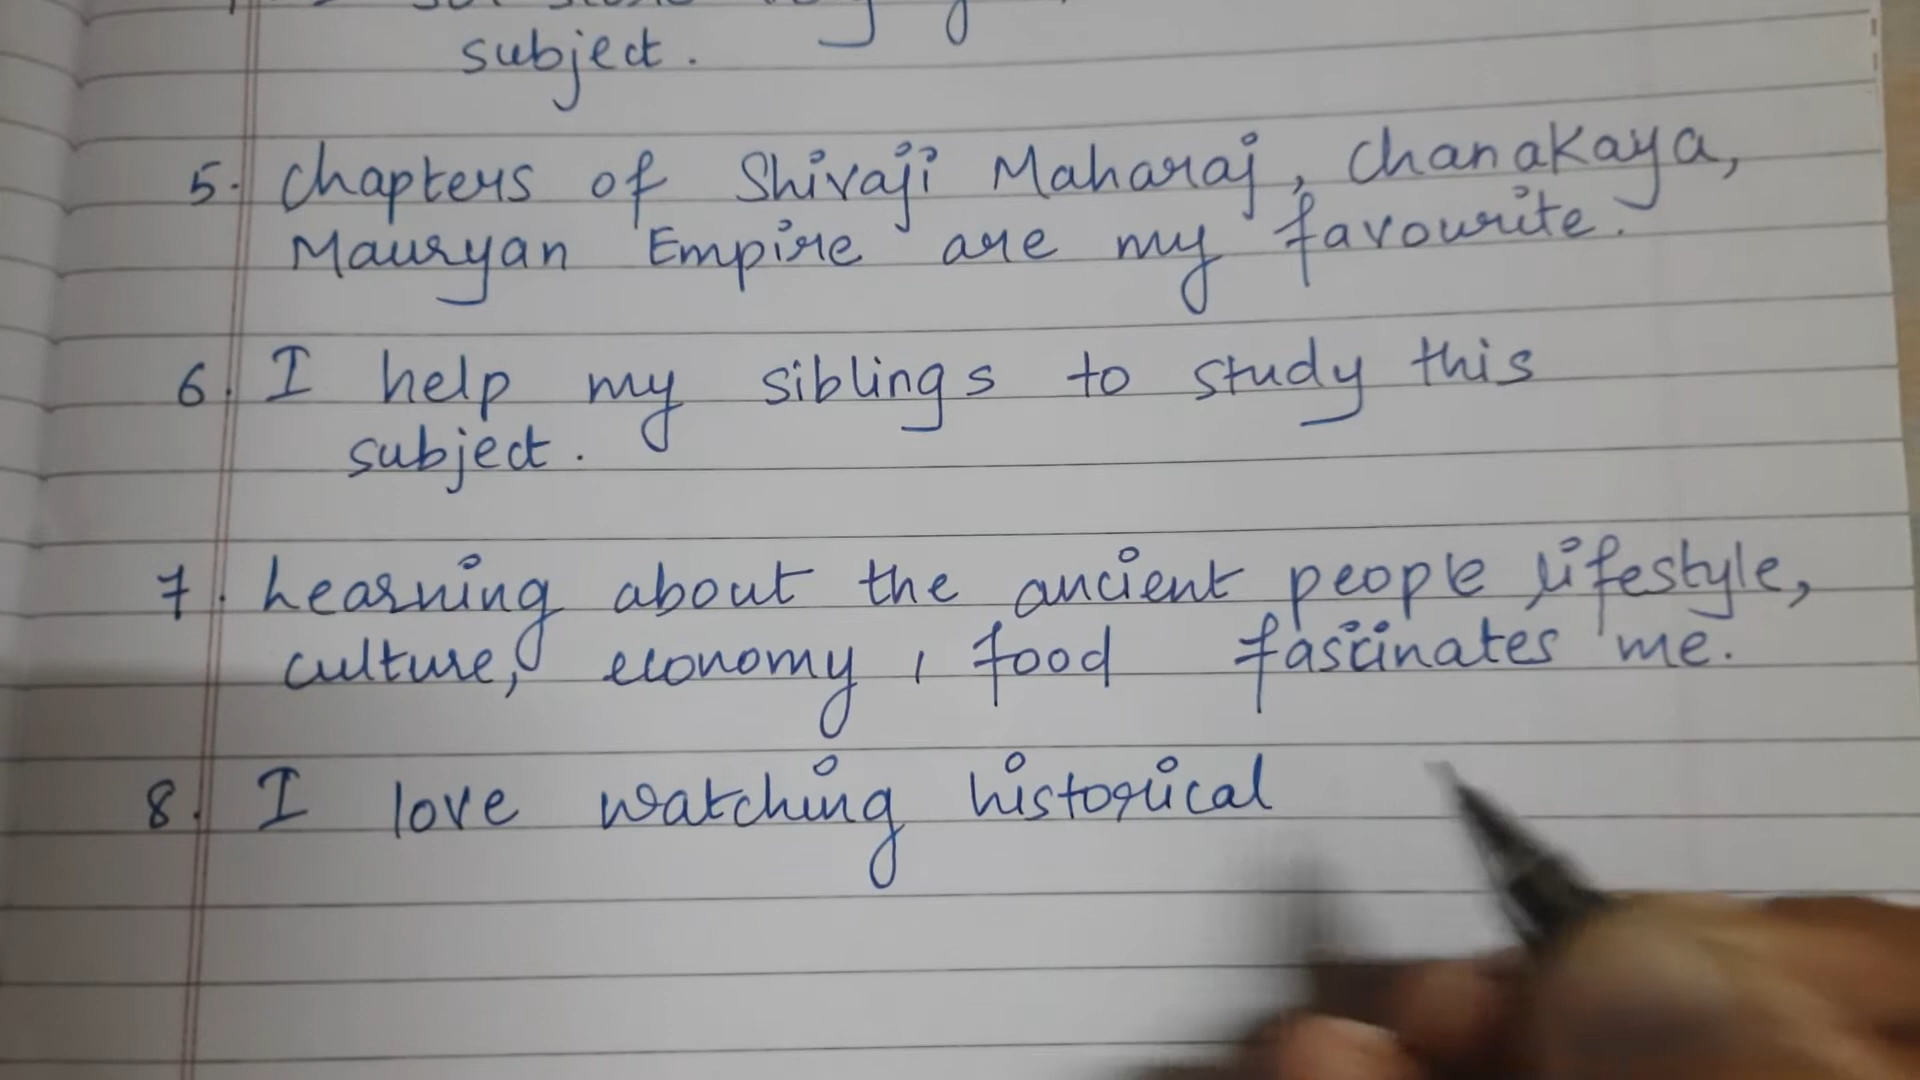 subject.
5. Chapters of Shivaji Maharaj, Chanakaya,
Mauryan Empire are my favourite.
6. I help my siblings to study this
subject.
7. Learning about the ancient people, lifestyle,
culture, economy, food fascinates me.
8. I love watching historical